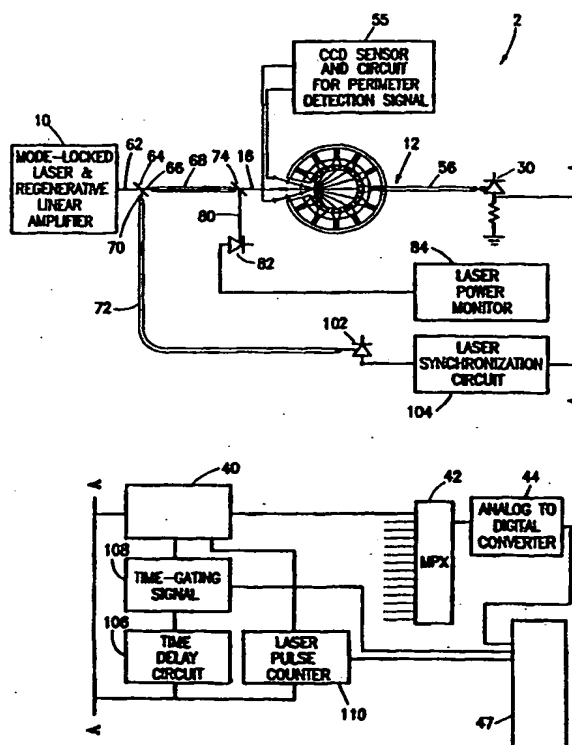 55
2
CCD SENSOR
AND CIRCUIT
FOR PERIMETER
DETECTION SIGNAL
10
MODE-LOCKED
LASER &
REGENERATIVE
LINEAR
AMPLIFIER
62
64
66
68
74
16
12
56
30
70
80
82
72
84
LASER
POWER
MONITOR
102
LASER
SYNCHRONIZATION
CIRCUIT
104
40
42
44
ANALOG TO
DIGITAL
CONVERTER
MPX
108
TIME-GATING
SIGNAL
106
TIME
DELAY
CIRCUIT
LASER
PULSE
COUNTER
110
47